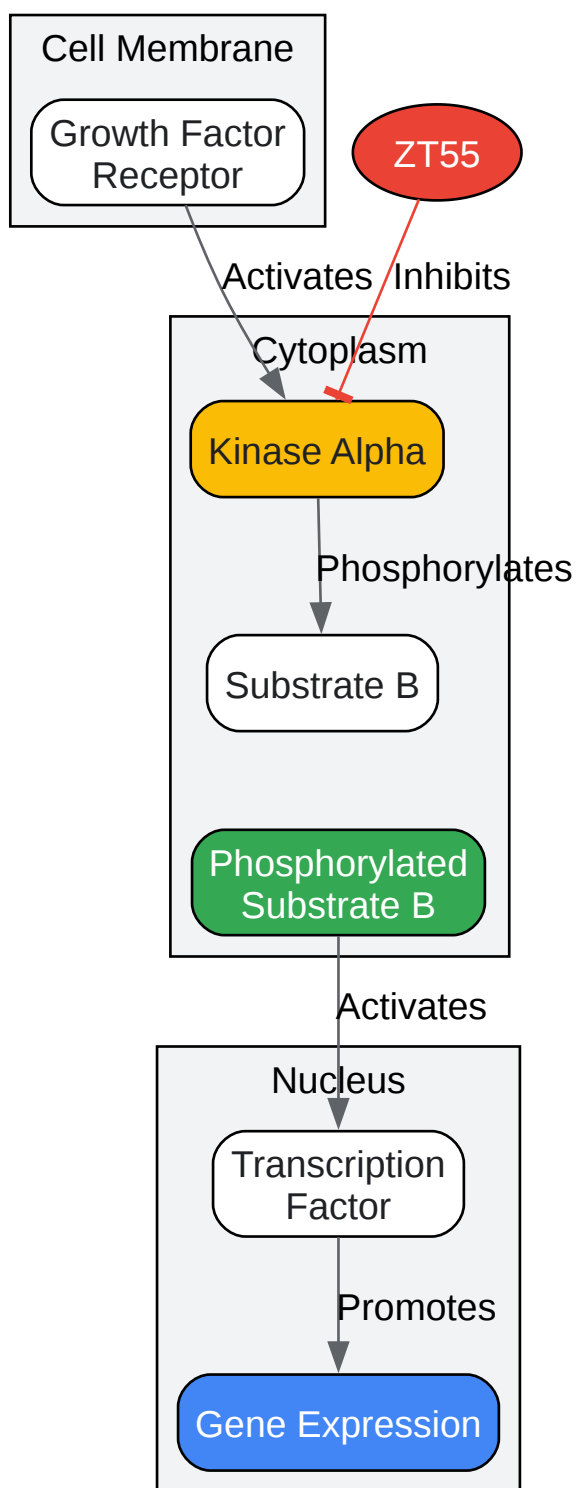 Cell Membrane
Growth Factor
Receptor
ZT55
Activates
Inhibits
Cytoplasm
Kinase Alpha
Phosphorylates
Substrate B
Phosphorylated
Substrate B
Activates
Nucleus
Transcription
Factor
Promotes
Gene Expression